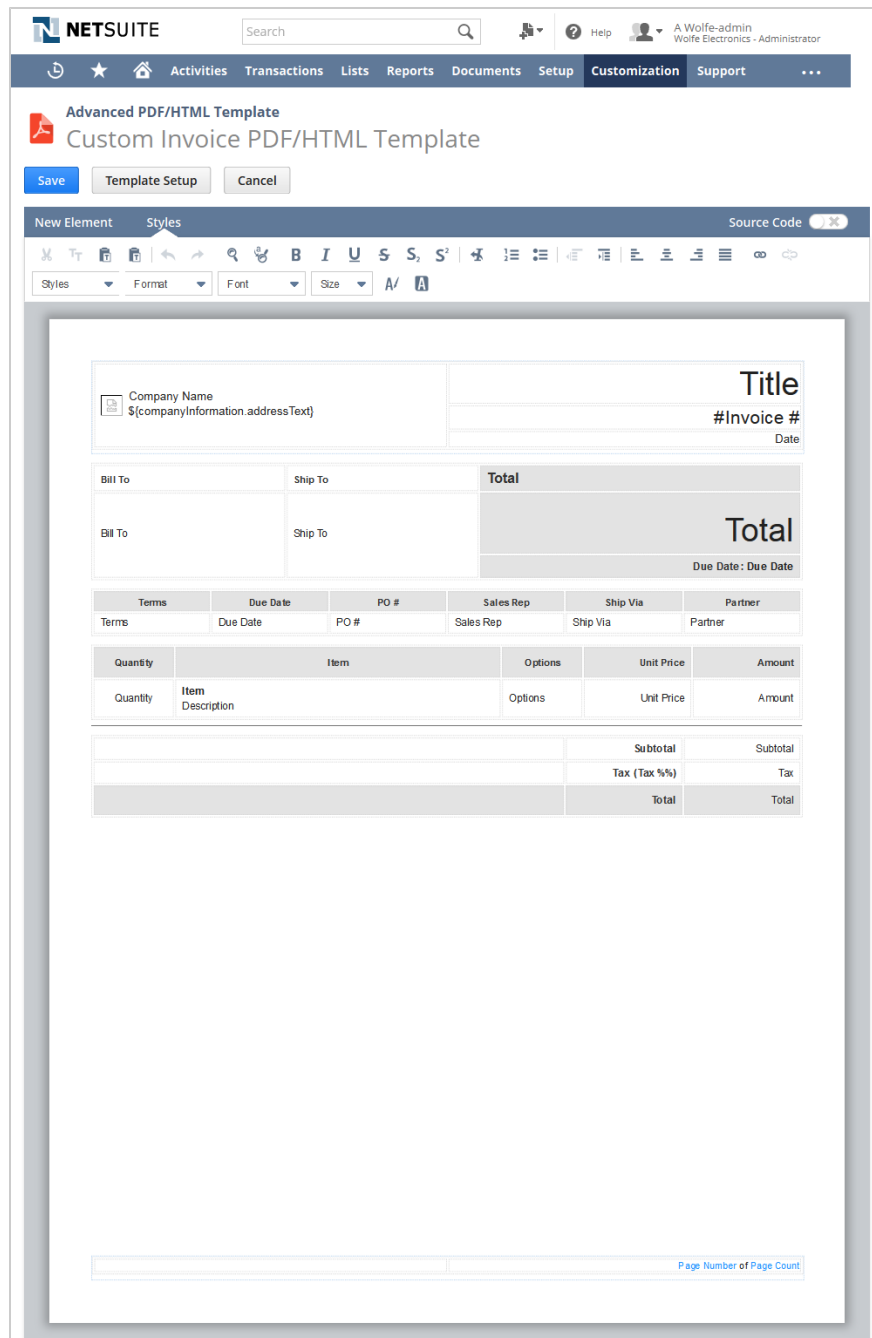 NETSUITE
Search
Help
A Wolfe-admin
Wolfe Electronics - Administrator
Activities Transactions Lists Reports Documents Setup Customization Support
Advanced PDF/HTML Template
Custom Invoice PDF/HTML Template
Save Template Setup Cancel
New Element Styles Source Code
B I U S S₂ S²
Styles Format Font Size A/ A
Title
Company Name
${companyInformation.addressText}
#Invoice #
Date
Bill To Ship To Total
Bill To Ship To Total
Due Date: Due Date
Terms Due Date PO # Sales Rep Ship Via Partner
Terms Due Date PO # Sales Rep Ship Via Partner
Quantity Item Options Unit Price Amount
Quantity Item Options Unit Price Amount
Description
Subtotal Subtotal
Tax (Tax %%) Tax
Total Total
Page Number of Page Count